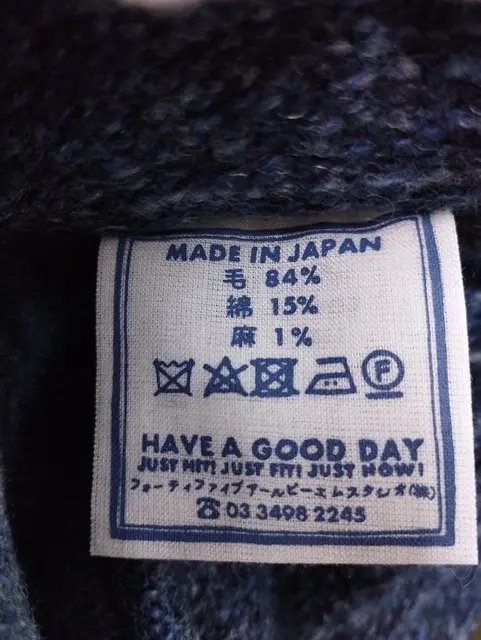 MADE IN JAPAN
毛 84%
綿 15%
麻 1%
F
HAVE A GOOD DAY
JUST HIT! JUST FIT! JUST NOW!
フォーティファイブアールピーエムスタジオ(株)
☎ 03 3498 2245